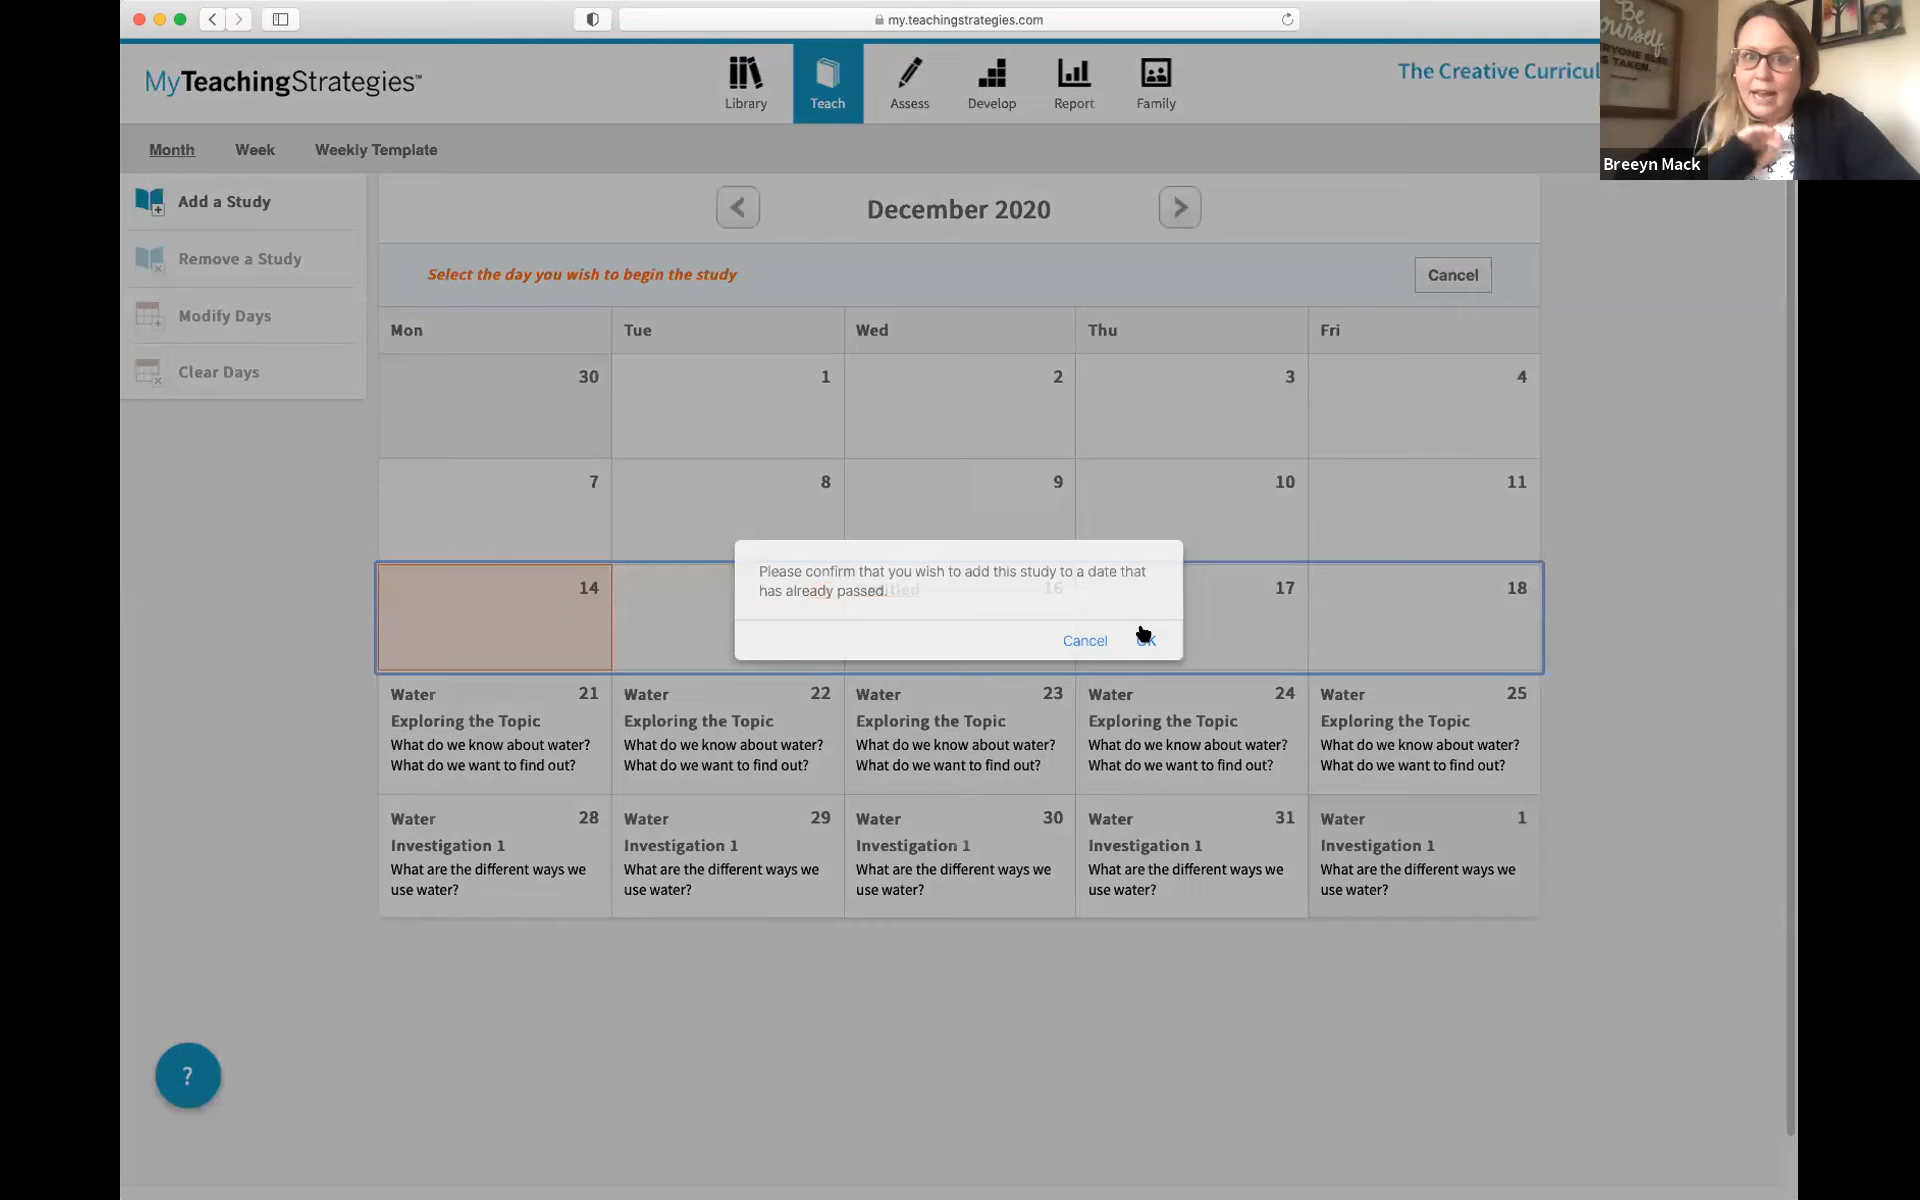 my.teachingstrategies.com
MyTeachingStrategies™
Library
Teach
Assess
Develop
Report
Family
The Creative Curricul
Be
yourself
EVERYONE ELSE
IS TAKEN.
Breeyn Mack
Month
Week
Weekly Template
Add a Study
Remove a Study
Modify Days
Clear Days
December 2020
Select the day you wish to begin the study
Cancel
Mon
Tue
Wed
Thu
Fri
30
1
2
3
4
7
8
9
10
11
14
16
17
18
Please confirm that you wish to add this study to a date that
has already passed.
Cancel
OK
Water 21
Exploring the Topic
What do we know about water?
What do we want to find out?
Water 22
Exploring the Topic
What do we know about water?
What do we want to find out?
Water 23
Exploring the Topic
What do we know about water?
What do we want to find out?
Water 24
Exploring the Topic
What do we know about water?
What do we want to find out?
Water 25
Exploring the Topic
What do we know about water?
What do we want to find out?
Water 28
Investigation 1
What are the different ways we
use water?
Water 29
Investigation 1
What are the different ways we
use water?
Water 30
Investigation 1
What are the different ways we
use water?
Water 31
Investigation 1
What are the different ways we
use water?
Water 1
Investigation 1
What are the different ways we
use water?
?